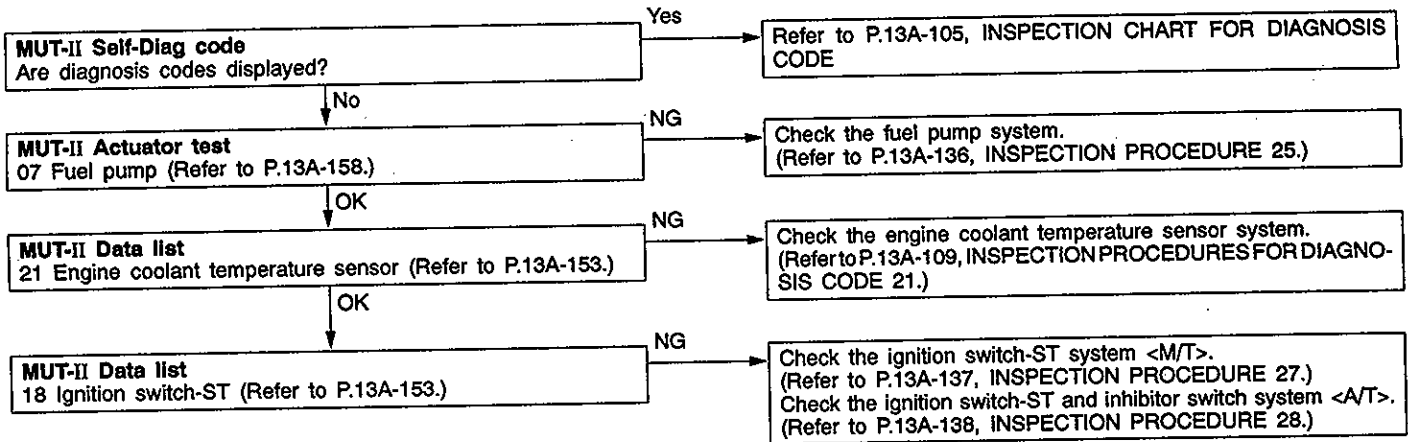 MUT-II Self-Diag code
Are diagnosis codes displayed?
Yes
Refer to P.13A-105, INSPECTION CHART FOR DIAGNOSIS
CODE
No
MUT-II Actuator test
07 Fuel pump (Refer to P.13A-158.)
NG
Check the fuel pump system.
(Refer to P.13A-136, INSPECTION PROCEDURE 25.)
OK
MUT-II Data list
21 Engine coolant temperature sensor (Refer to P.13A-153.)
NG
Check the engine coolant temperature sensor system.
(Refer to P.13A-109, INSPECTION PROCEDURES FOR DIAGNO-
SIS CODE 21.)
OK
MUT-II Data list
18 Ignition switch-ST (Refer to P.13A-153.)
NG
Check the ignition switch-ST system <M/T>.
(Refer to P.13A-137, INSPECTION PROCEDURE 27.)
Check the ignition switch-ST and inhibitor switch system <A/T>.
(Refer to P.13A-138, INSPECTION PROCEDURE 28.)